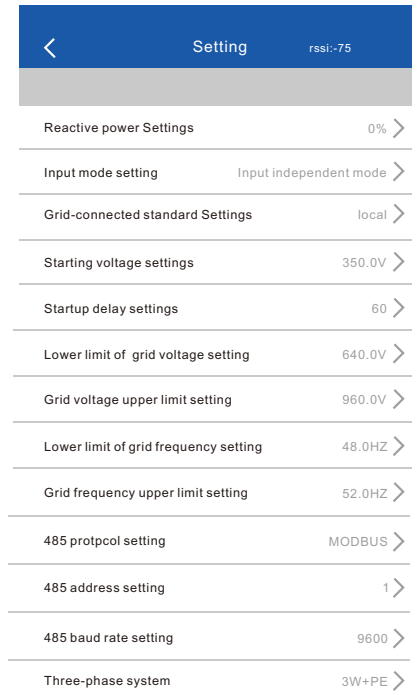 Setting rssi:-75
Reactive power Settings 0%
Input mode setting Input independent mode
Grid-connected standard Settings local
Starting voltage settings 350.0V
Startup delay settings 60
Lower limit of grid voltage setting 640.0V
Grid voltage upper limit setting 960.0V
Lower limit of grid frequency setting 48.0HZ
Grid frequency upper limit setting 52.0HZ
485 protpcol setting MODBUS
485 address setting 1
485 baud rate setting 9600
Three-phase system 3W+PE